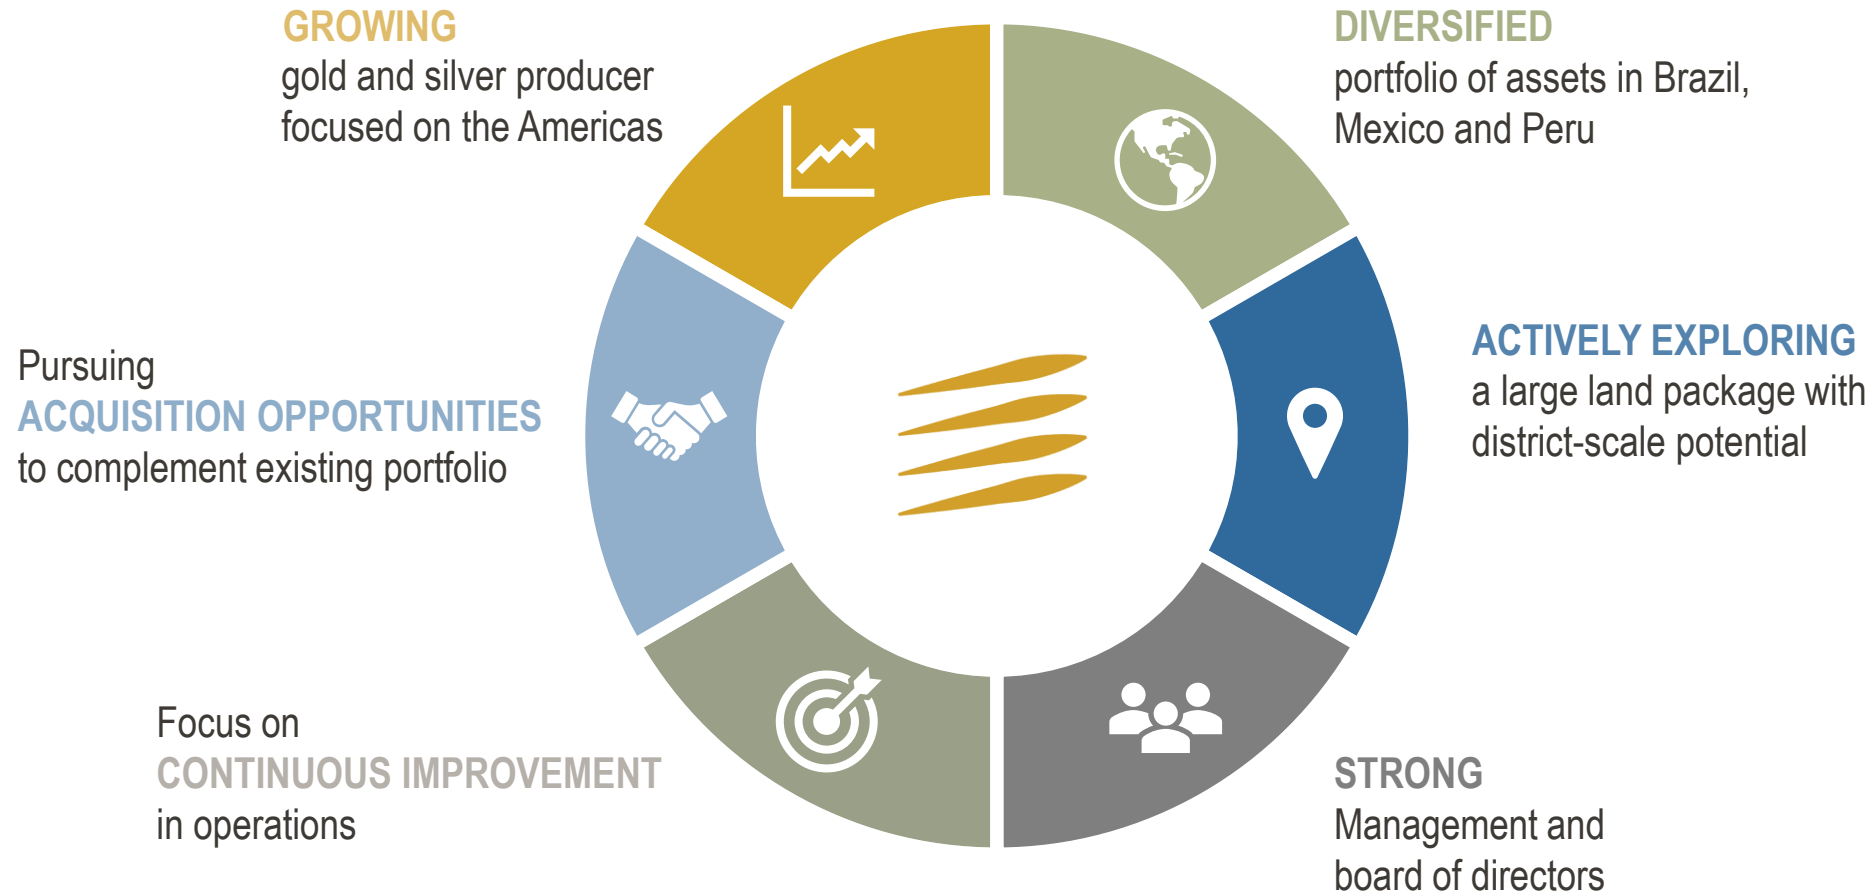 GROWING
gold and silver producer
focused on the Americas
DIVERSIFIED
portfolio of assets in Brazil,
Mexico and Peru
ACTIVELY EXPLORING
a large land package with
district-scale potential
STRONG
Management and
board of directors
Focus on
CONTINUOUS IMPROVEMENT
in operations
Pursuing
ACQUISITION OPPORTUNITIES
to complement existing portfolio